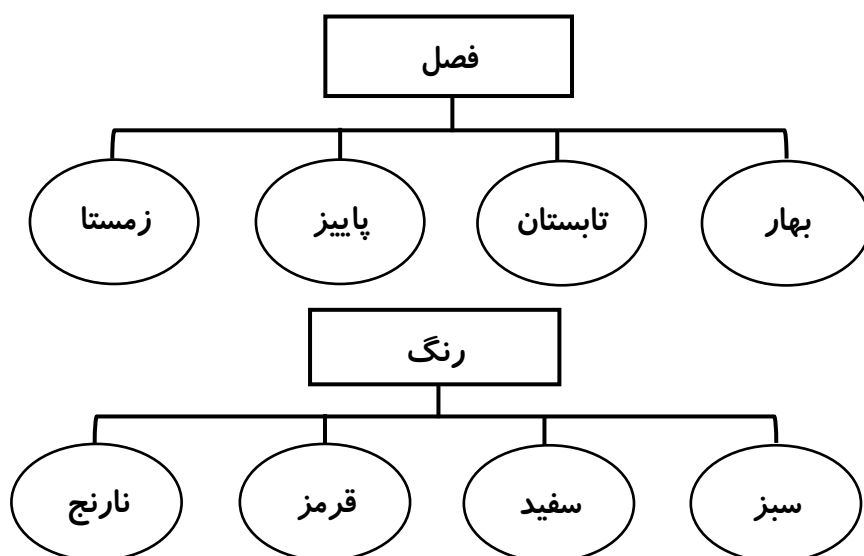 فصل
بهار تابستان پاییز زمستا
رنگ
سبز سفید قرمز نارنج